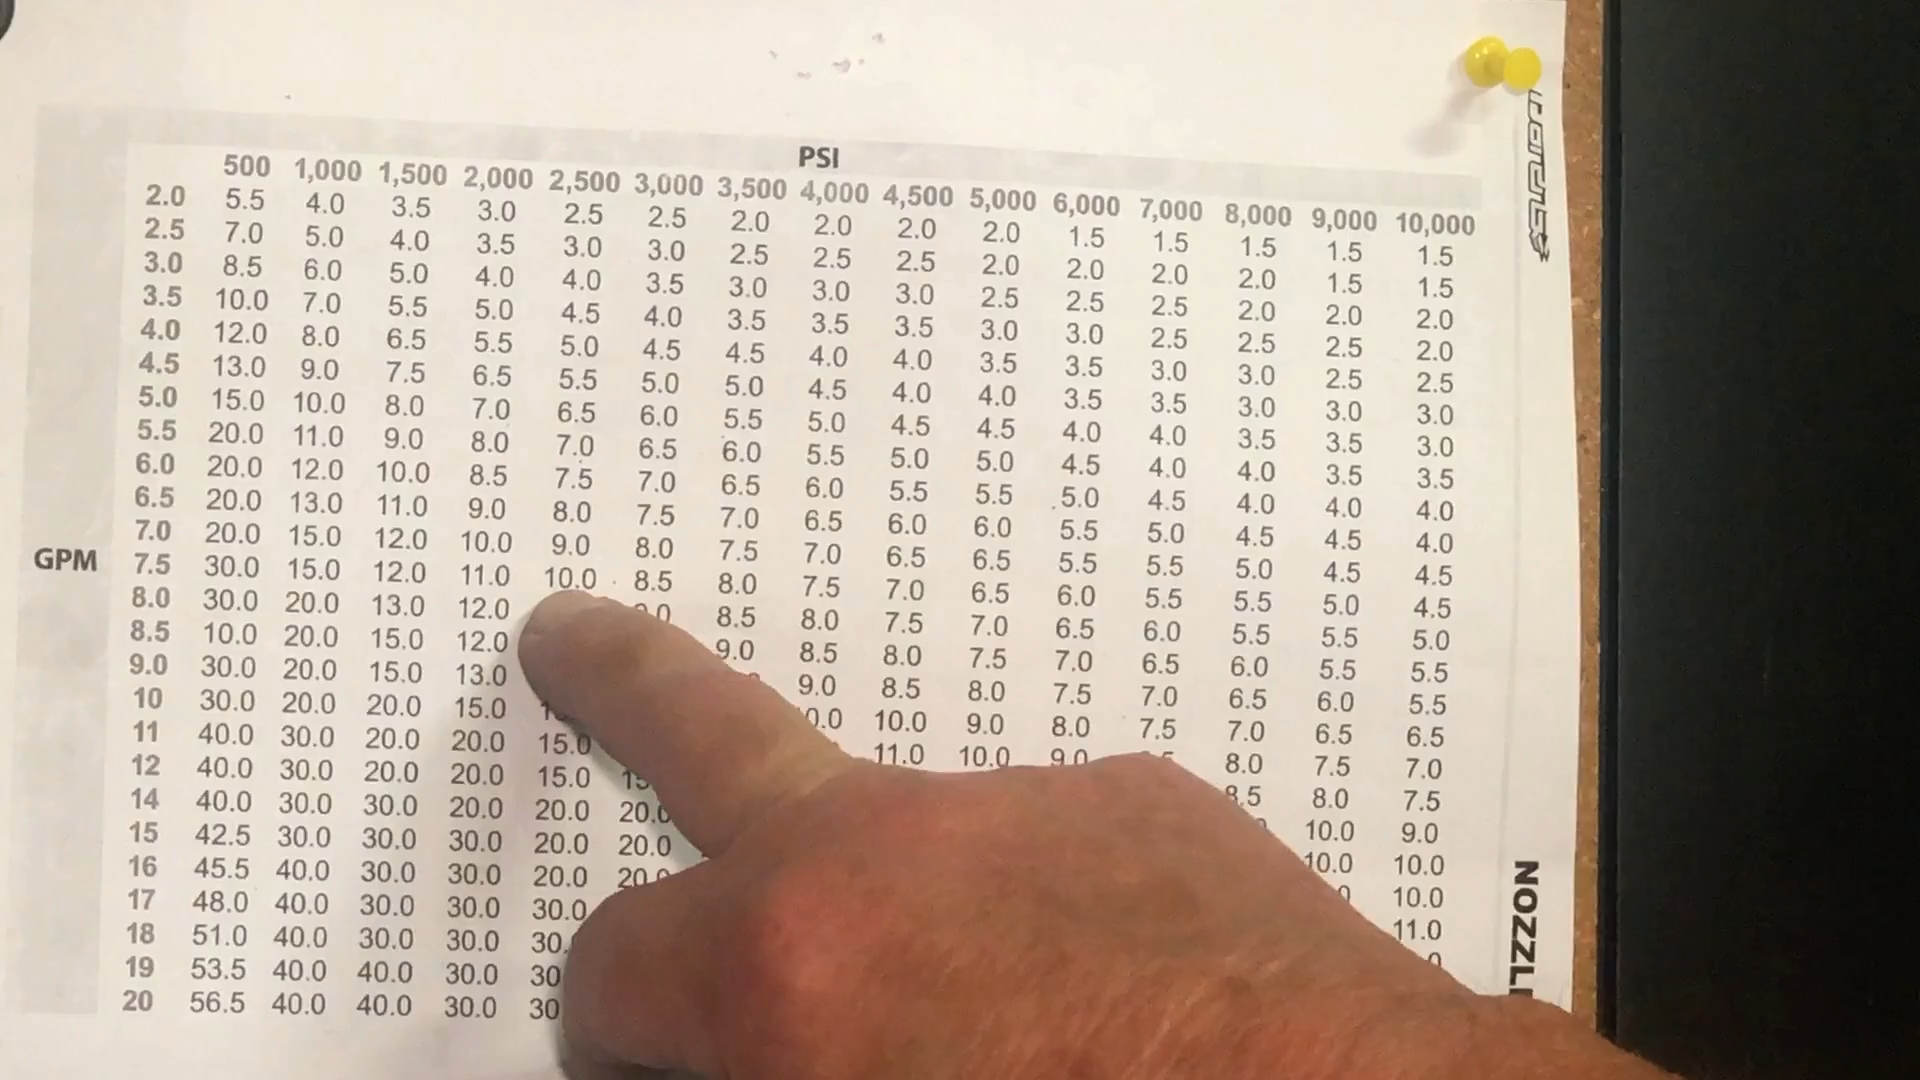 PSI
500 1,000 1,500 2,000 2,500 3,000 3,500 4,000 4,500 5,000 6,000 7,000 8,000 9,000 10,000
2.0 5.5 4.0 3.5 3.0 2.5 2.5 2.0 2.0 2.0 2.0 1.5 1.5 1.5 1.5 1.5
2.5 7.0 5.0 4.0 3.5 3.0 3.0 2.5 2.5 2.5 2.0 2.0 2.0 2.0 1.5 1.5
3.0 8.5 6.0 5.0 4.0 4.0 3.5 3.0 3.0 3.0 2.5 2.5 2.5 2.0 2.0 2.0
3.5 10.0 7.0 5.5 5.0 4.5 4.0 3.5 3.5 3.5 3.0 3.0 2.5 2.5 2.5 2.0
4.0 12.0 8.0 6.5 5.5 5.0 4.5 4.5 4.0 4.0 3.5 3.5 3.0 3.0 2.5 2.5
4.5 13.0 9.0 7.5 6.5 5.5 5.0 5.0 4.5 4.0 4.0 3.5 3.5 3.0 3.0 3.0
5.0 15.0 10.0 8.0 7.0 6.5 6.0 5.5 5.0 4.5 4.5 4.0 4.0 3.5 3.5 3.0
5.5 20.0 11.0 9.0 8.0 7.0 6.5 6.0 5.5 5.0 5.0 4.5 4.0 4.0 3.5 3.5
6.0 20.0 12.0 10.0 8.5 7.5 7.0 6.5 6.0 5.5 5.5 5.0 4.5 4.0 4.0 4.0
6.5 20.0 13.0 11.0 9.0 8.0 7.5 7.0 6.5 6.0 6.0 5.5 5.0 4.5 4.5 4.0
7.0 20.0 15.0 12.0 10.0 9.0 8.0 7.5 7.0 6.5 6.5 5.5 5.5 5.0 4.5 4.5
GPM
7.5 30.0 15.0 12.0 11.0 10.0 8.5 8.0 7.5 7.0 6.5 6.0 5.5 5.5 5.0 4.5
8.0 30.0 20.0 13.0 12.0 8.5 8.0 7.5 7.0 6.5 6.0 5.5 5.5 5.0
8.5 10.0 20.0 15.0 12.0 9.0 8.5 8.0 7.5 7.0 6.5 6.0 5.5 5.5
9.0 30.0 20.0 15.0 13.0 9.0 8.5 8.0 7.5 7.0 6.5 6.0 5.5
10 30.0 20.0 20.0 15.0 10.0 9.0 8.0 7.5 7.0 6.5 6.5
11 40.0 30.0 20.0 20.0 15.0 11.0 10.0 9.0 8.0 7.5 7.0
12 40.0 30.0 20.0 20.0 15.0 8.5 8.0 7.5
14 40.0 30.0 30.0 20.0 20.0 20.0 10.0 9.0
15 42.5 30.0 30.0 30.0 20.0 20.0 10.0 10.0
16 45.5 40.0 30.0 30.0 20.0 20.0 10.0
17 48.0 40.0 30.0 30.0 30.0 11.0
18 51.0 40.0 30.0 30.0
19 53.5 40.0 40.0 30.0
20 56.5 40.0 40.0 30.0